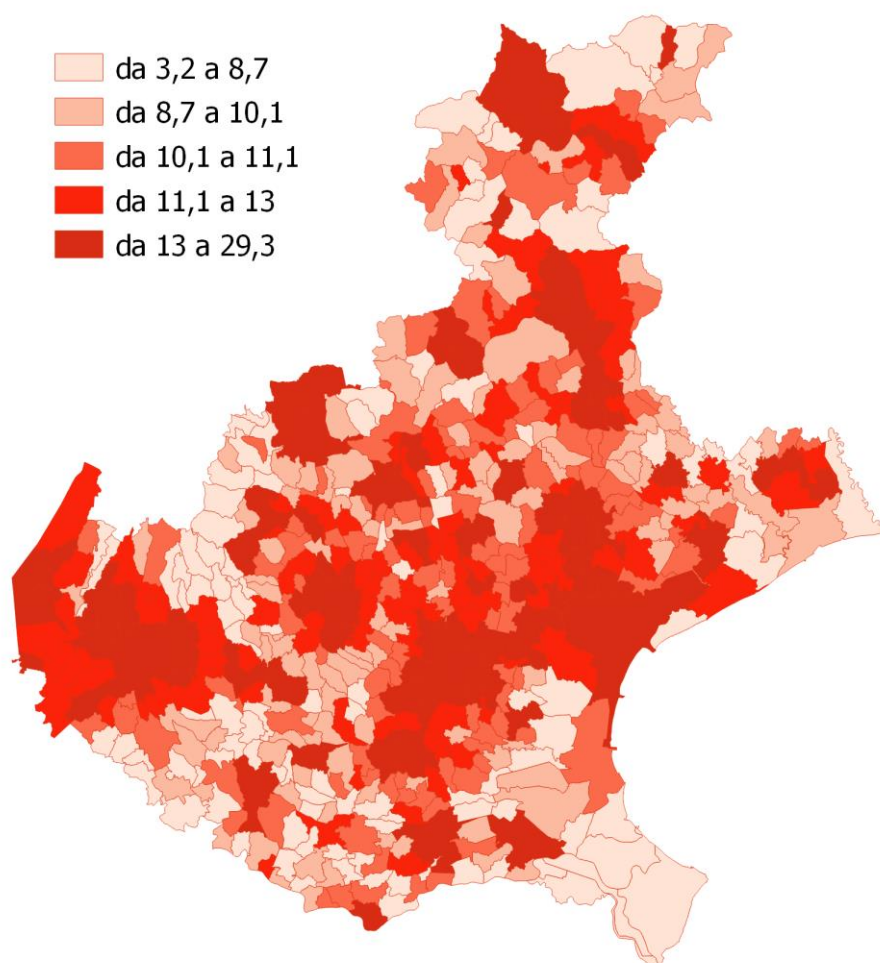 da 3,2 a 8,7
da 8,7 a 10,1
da 10,1 a 11,1
da 11,1 a 13
da 13 a 29,3